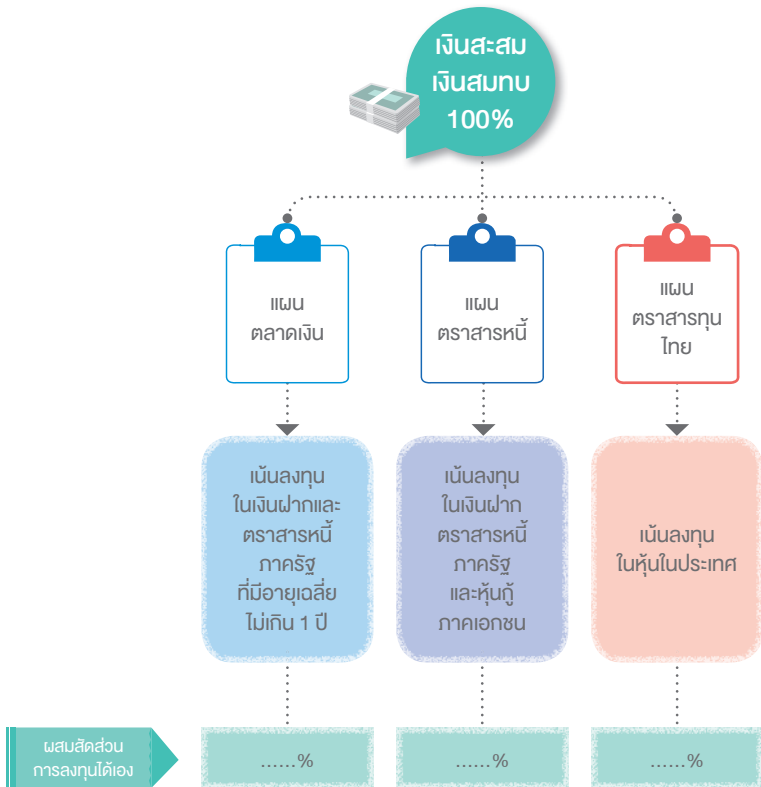 เงินสะสม
เงินสมทบ
100%
แผน
ตลาดเงิน
แผน
ตราสารหนี้
แผน
ตราสารทุน
ไทย
เน้นลงทุน
ในเงินฝากและ
ตราสารหนี้
ภาครัฐ
ที่มีอายุเฉลี่ย
ไม่เกิน 1 ปี
เน้นลงทุน
ในเงินฝาก
ตราสารหนี้
ภาครัฐ
และหุ้นกู้
ภาคเอกชน
เน้นลงทุน
ในหุ้นในประเทศ
ผสมสัดส่วน
การลงทุนได้เอง
......%
......%
......%